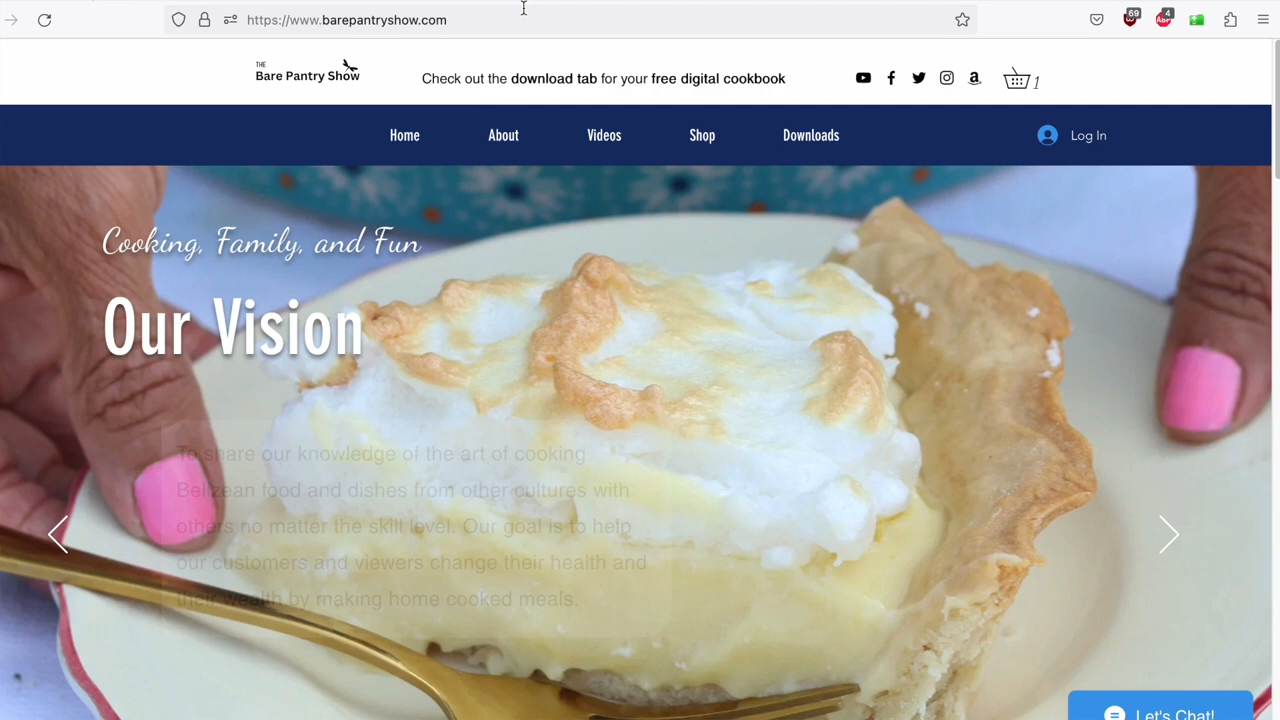 https://www.barepantryshow.com
69
ABP
4
THE
Bare Pantry Show
Check out the download tab for your free digital cookbook
1
Home
About
Videos
Shop
Downloads
Log In
Cooking, Family, and Fun
Our Vision
To share our knowledge of the art of cooking
Belizean food and dishes from other cultures with
others no matter the skill level. Our goal is to help
our customers and viewers change their health and
their wealth by making home cooked meals.
Let's Chat!